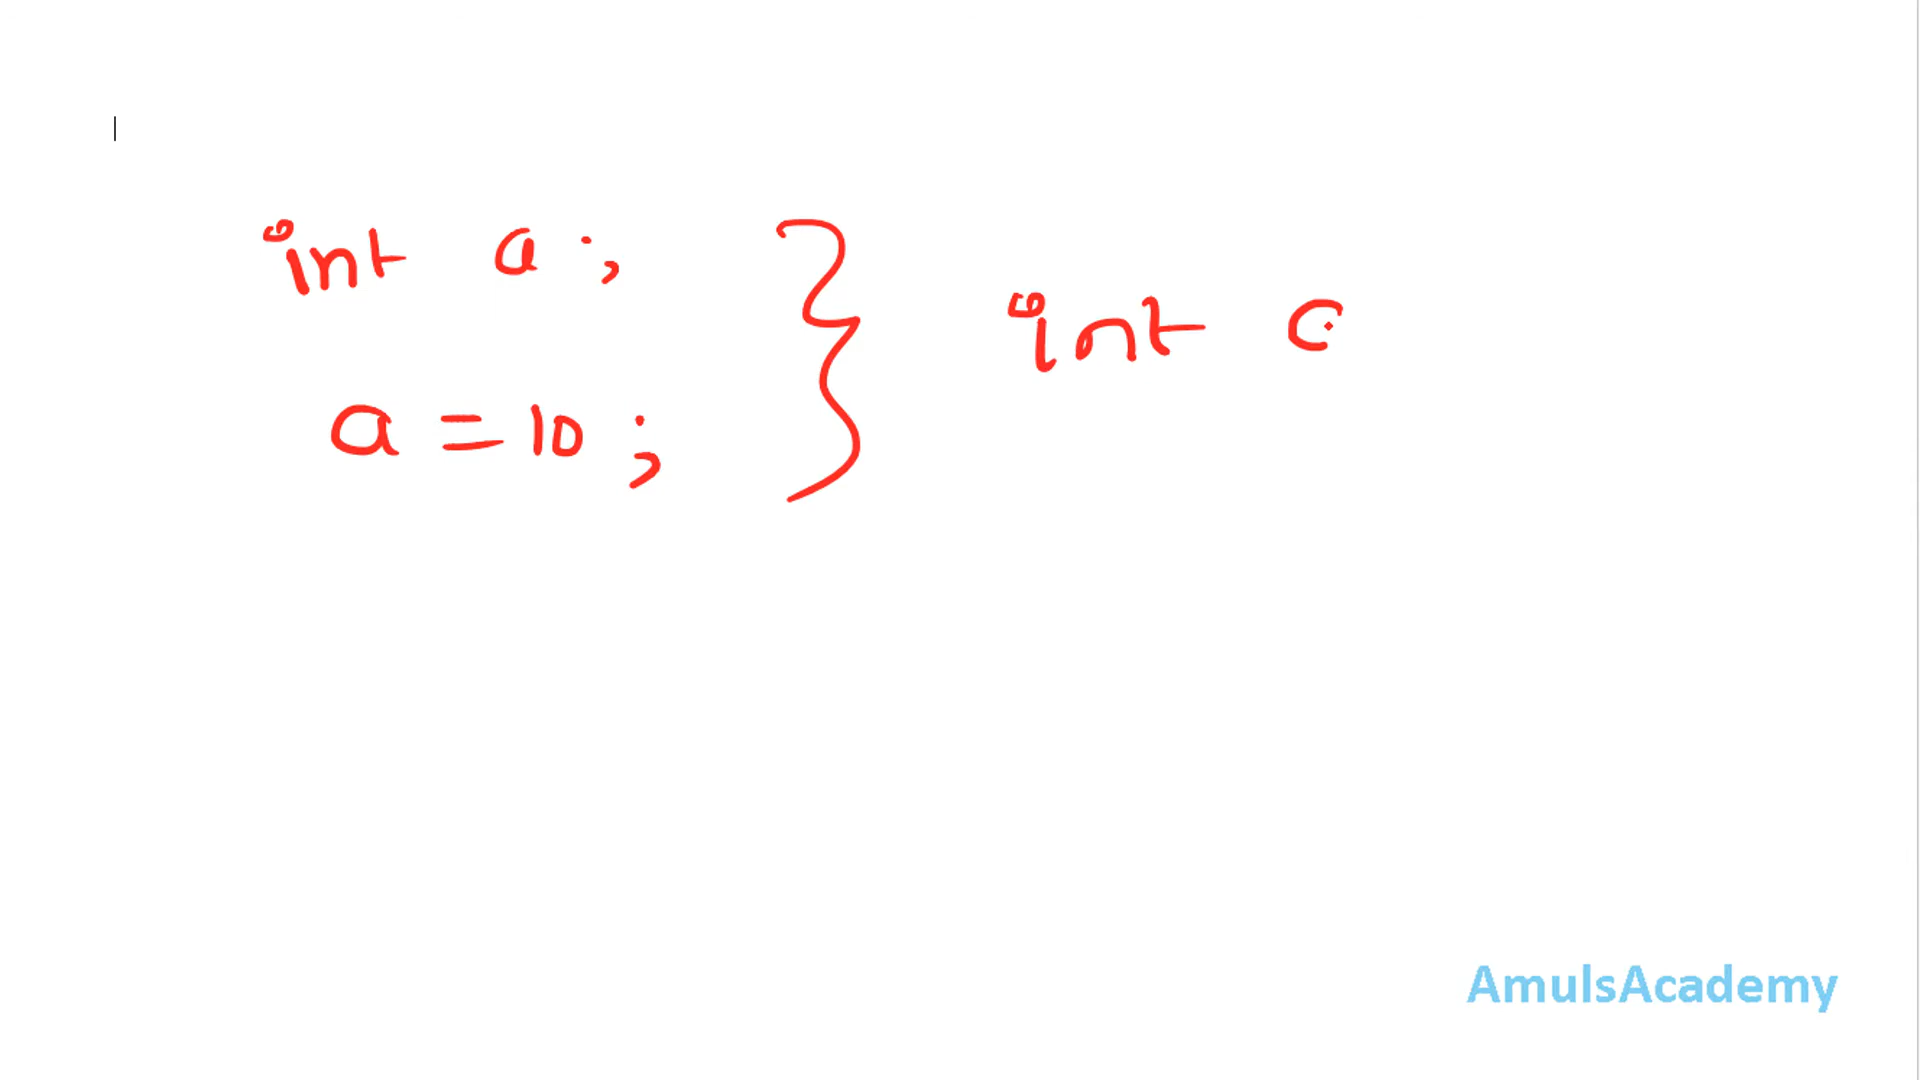 int a ;
a = 10 ;
int
AmulsAcademy